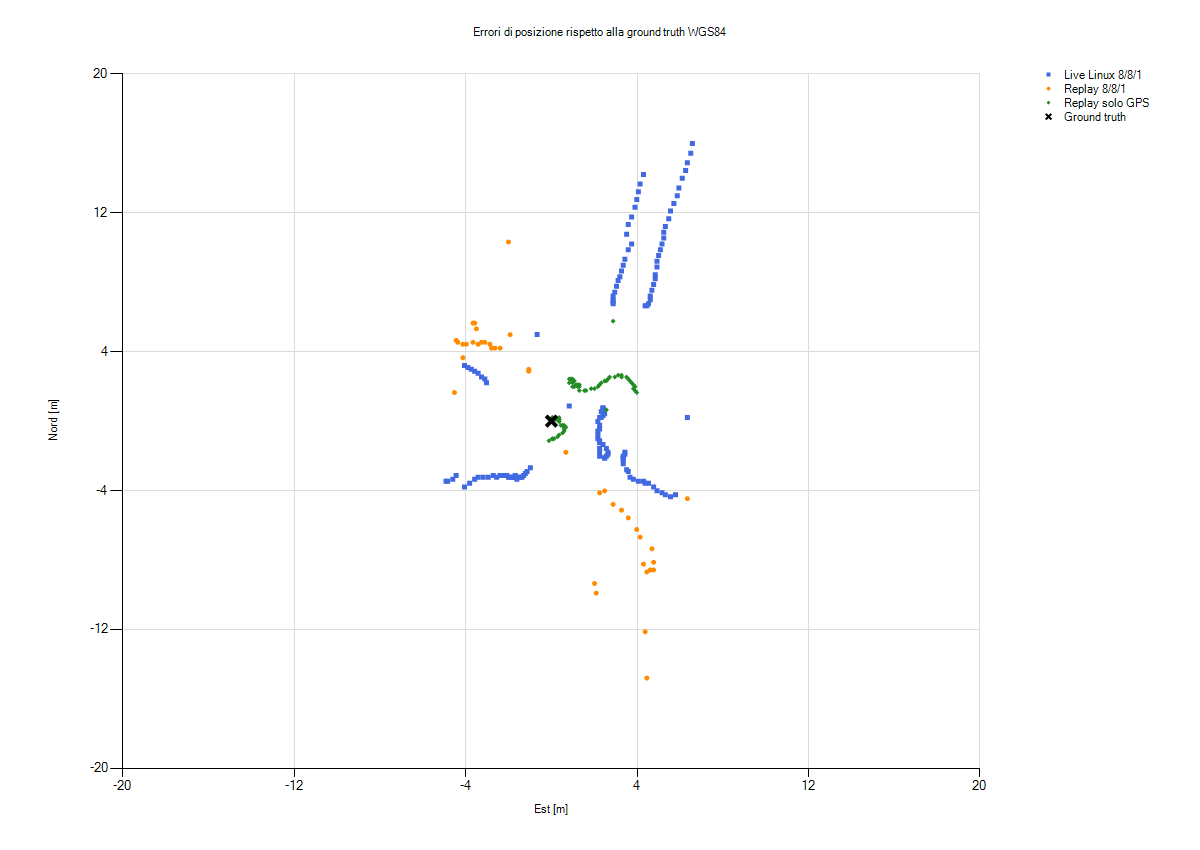 Errori di posizione rispetto alla ground truth WGS84
Live Linux 8/8/1
Replay 8/8/1
Replay solo GPS
Ground truth
20
12
4
-4
-12
-20
Nord [m]
-20
-12
-4
4
12
20
Est [m]